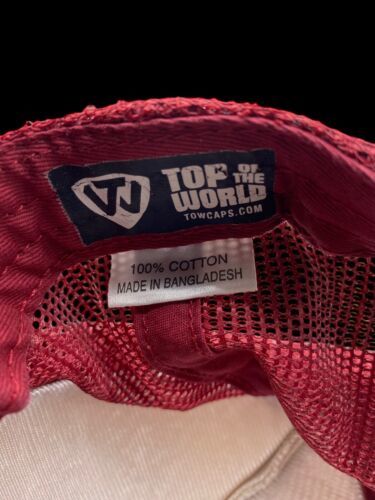 TOP OF THE
WORLD
TOWCAPS.COM
100% COTTON
MADE IN BANGLADESH